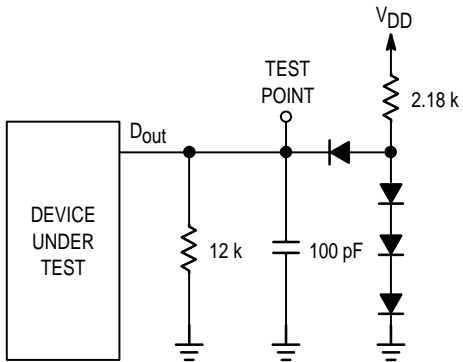 VDD
TEST
POINT
2.18 k
Dout
DEVICE
UNDER
TEST
12 k
100 pF